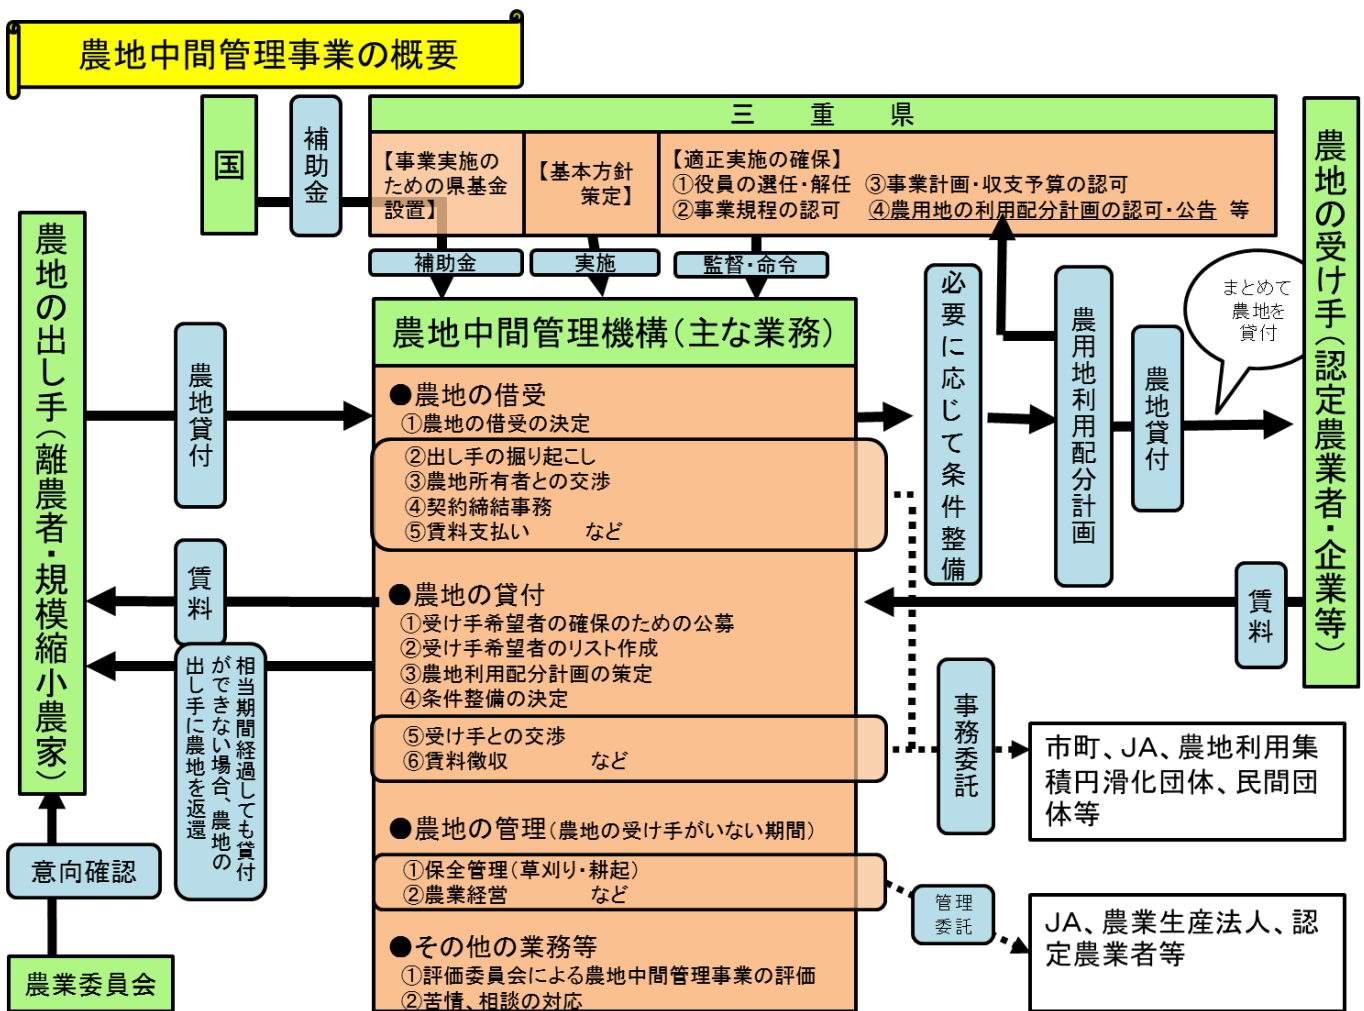 農地中間管理事業の概要
国
補助金
三　重　県
【事業実施の
ための県基金
設置】
【基本方針
策定】
【適正実施の確保】
①役員の選任・解任　③事業計画・収支予算の認可
②事業規程の認可　④農用地の利用配分計画の認可・公告　等
補助金
実施
監督・命令
農地の出し手（離農者・規模縮小農家）
農地貸付
賃料
相当期間経過しても貸付
ができない場合、農地の
出し手に農地を返還
意向確認
農業委員会
農地中間管理機構（主な業務）
●農地の借受
①農地の借受の決定
②出し手の掘り起こし
③農地所有者との交渉
④契約締結事務
⑤賃料支払い　　など
●農地の貸付
①受け手希望者の確保のための公募
②受け手希望者のリスト作成
③農地利用配分計画の策定
④条件整備の決定
⑤受け手との交渉
⑥賃料徴収　　　など
●農地の管理（農地の受け手がいない期間）
①保全管理（草刈り・耕起）
②農業経営　　　など
●その他の業務等
①評価委員会による農地中間管理事業の評価
②苦情、相談の対応
必要に応じて条件整備
農用地利用配分計画
農地貸付
まとめて
農地を
貸付
農地の受け手（認定農業者・企業等）
賃料
事務委託
市町、JA、農地利用集
積円滑化団体、民間団
体等
管理
委託
JA、農業生産法人、認
定農業者等